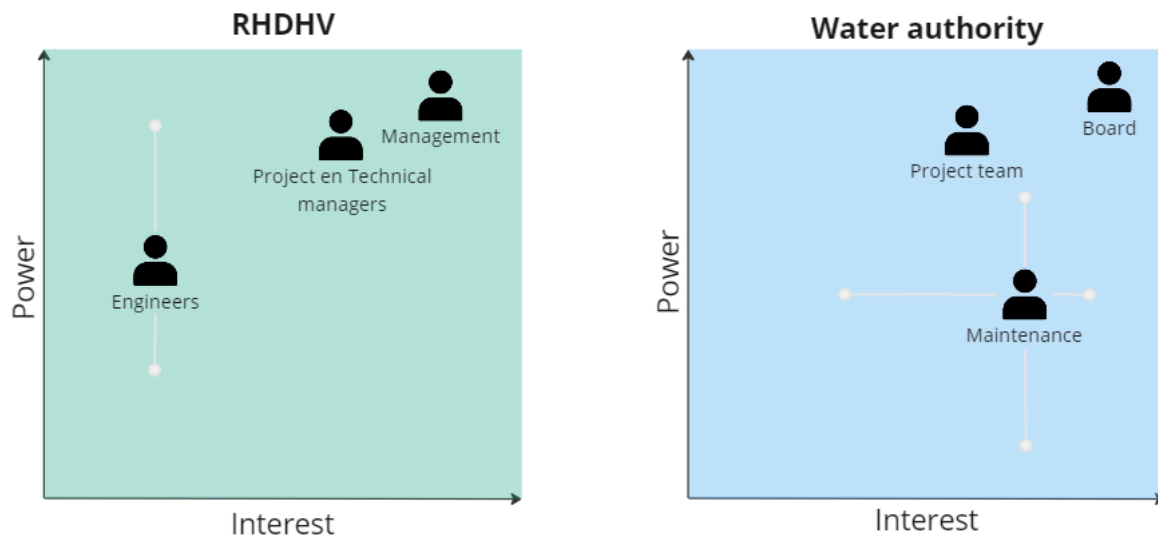 RHDHV
Management
Project en Technical
managers
Engineers
Power
Interest
Water authority
Board
Project team
Maintenance
Power
Interest